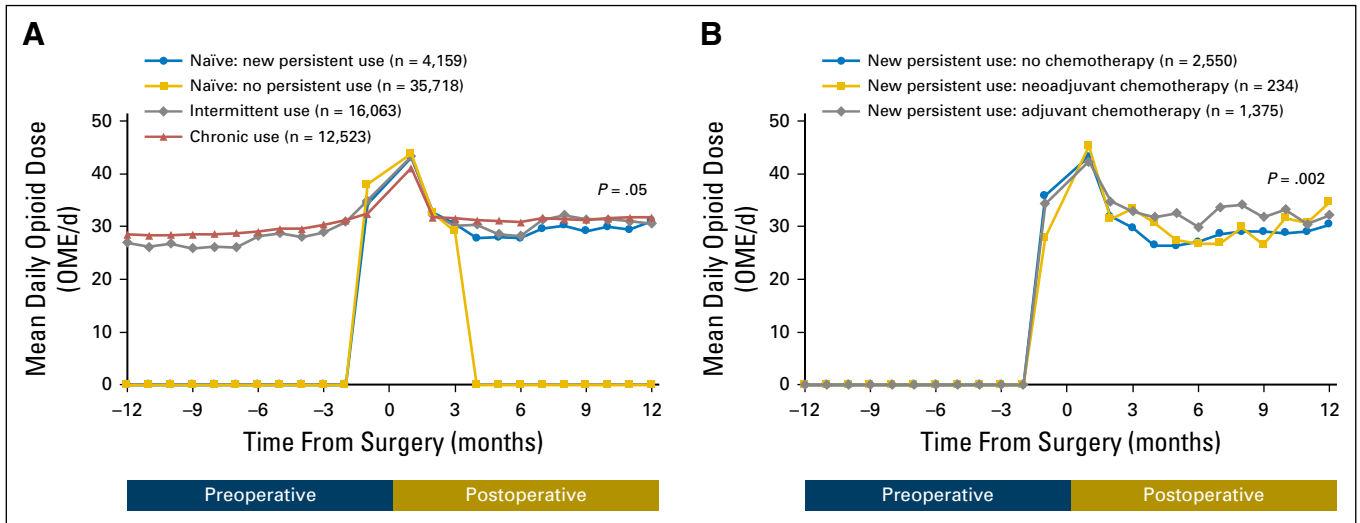 A
Naïve: new persistent use (n = 4,159)
Naïve: no persistent use (n = 35,718)
Intermittent use (n = 16,063)
Chronic use (n = 12,523)
Mean Daily Opioid Dose
(OME/d)
50
40
30
20
10
0
P = .05
–12
–9
–6
–3
0
3
6
9
12
Time From Surgery (months)
Preoperative
Postoperative
B
New persistent use: no chemotherapy (n = 2,550)
New persistent use: neoadjuvant chemotherapy (n = 234)
New persistent use: adjuvant chemotherapy (n = 1,375)
Mean Daily Opioid Dose
(OME/d)
50
40
30
20
10
0
P = .002
–12
–9
–6
–3
0
3
6
9
12
Time From Surgery (months)
Preoperative
Postoperative